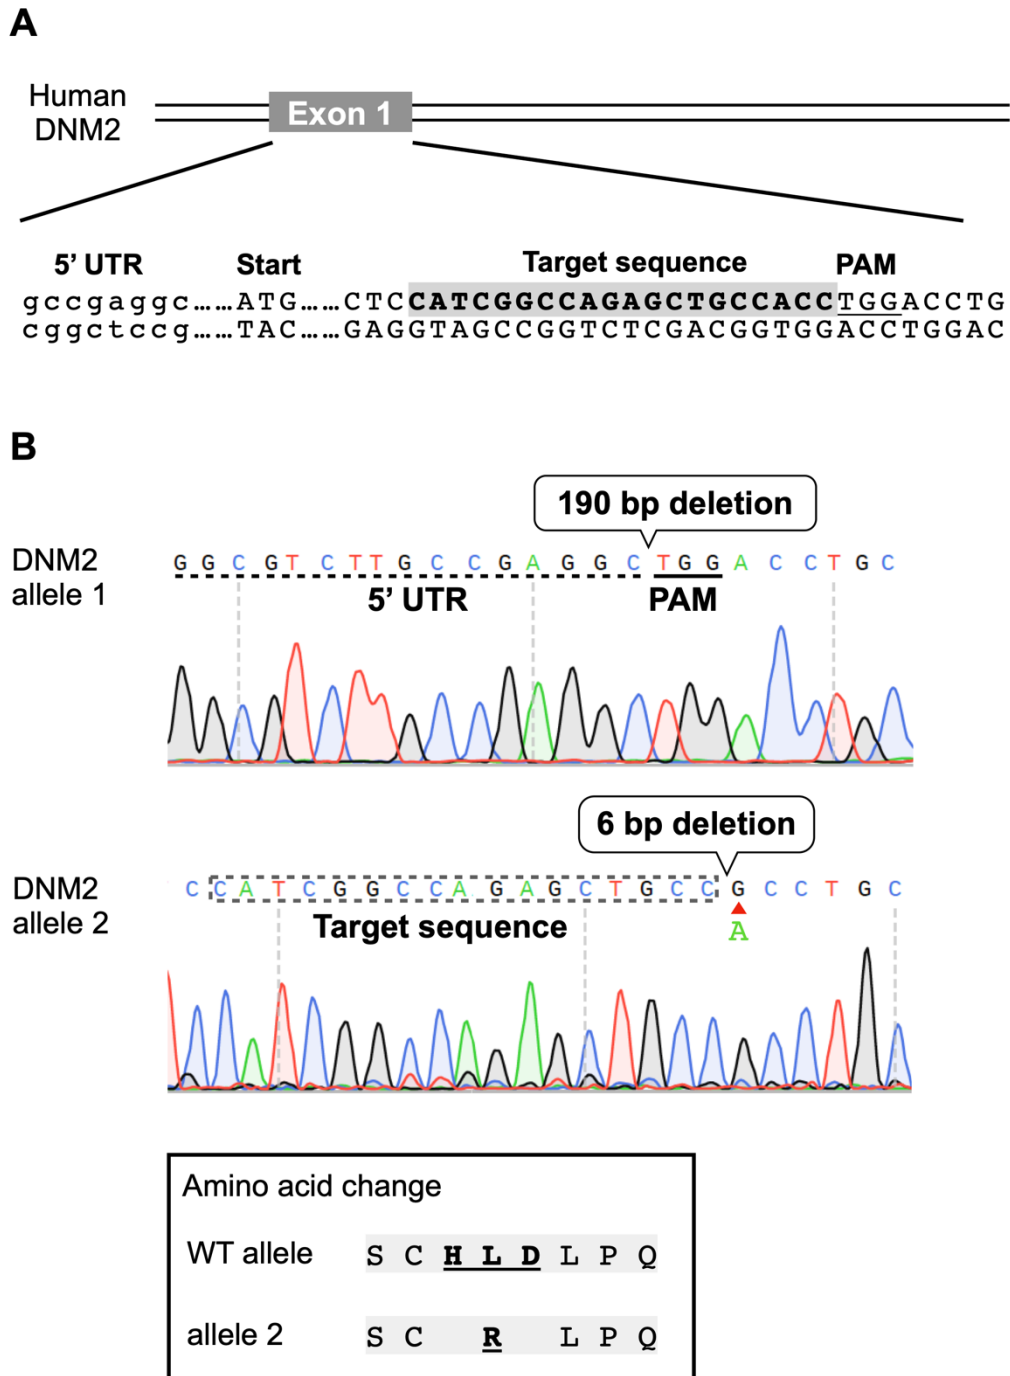 A
Human
DNM2
Exon 1
5’ UTR Start Target sequence PAM
gccgaggc……ATG……CTCCATCGGCCAGAGCTGCCACCTGGACCTG
cggctccg……TAC……GAGGTAGCCGGTCTCGACGGTGGACCTGGAC
B
190 bp deletion
DNM2
allele 1
G G C G T C T T G C C G A G G C T G G A C C T G C
5’ UTR PAM
6 bp deletion
DNM2
allele 2
C C A T C G G C C A G A G C T G C C G C C T G C
A
Target sequence
Amino acid change
WT allele S C H L D L P Q
allele 2 S C R L P Q